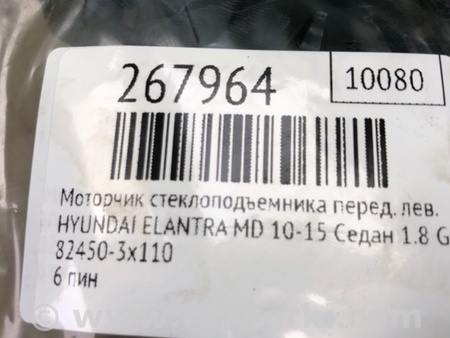 267964
10080
Моторчик стеклоподъемника перед. лев.
HYUNDAI ELANTRA MD 10-15 Седан 1.8 G
82450-3x110
6 пин